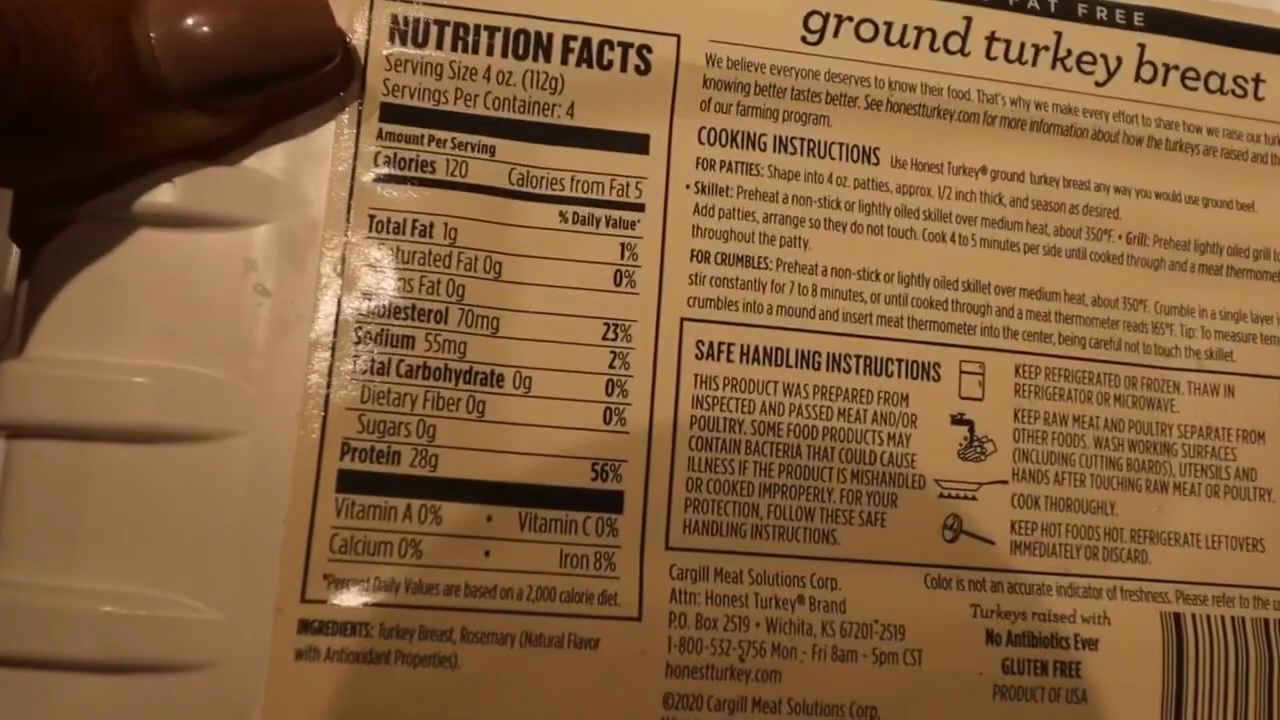 FAT FREE
ground turkey breast
NUTRITION FACTS
Serving Size 4 oz. (112g)
Servings Per Container: 4
Amount Per Serving
Calories 120 Calories from Fat 5
% Daily Value*
Total Fat 1g 1%
Saturated Fat 0g 0%
Trans Fat 0g
Cholesterol 70mg 23%
Sodium 55mg 2%
Total Carbohydrate 0g 0%
Dietary Fiber 0g 0%
Sugars 0g
Protein 28g 56%
Vitamin A 0% • Vitamin C 0%
Calcium 0% • Iron 8%
*Percent Daily Values are based on a 2,000 calorie diet.
INGREDIENTS: Turkey Breast, Rosemary (Natural Flavor
with Antioxidant Properties).
We believe everyone deserves to know their food. That's why we make every effort to share how we raise our
knowing better tastes better. See honestturkey.com for more information about how the turkeys are raised and
of our farming program.
COOKING INSTRUCTIONS Use Honest Turkey® ground turkey breast any way you would use ground beef.
FOR PATTIES: Shape into 4 oz. patties, approx. 1/2 inch thick, and season as desired.
• Skillet: Preheat a non-stick or lightly oiled skillet over medium heat, about 350°F. • Grill: Preheat lightly oiled grill
Add patties, arrange so they do not touch. Cook 4 to 5 minutes per side until cooked through and a meat
throughout the patty.
FOR CRUMBLES: Preheat a non-stick or lightly oiled skillet over medium heat, about 350°F. Crumble in a single layer
stir constantly for 7 to 8 minutes, or until cooked through and a meat thermometer reads 165°F. Tip: To measure
crumbles into a mound and insert meat thermometer into the center, being careful not to touch the skillet.
SAFE HANDLING INSTRUCTIONS
THIS PRODUCT WAS PREPARED FROM
INSPECTED AND PASSED MEAT AND/OR
POULTRY. SOME FOOD PRODUCTS MAY
CONTAIN BACTERIA THAT COULD CAUSE
ILLNESS IF THE PRODUCT IS MISHANDLED
OR COOKED IMPROPERLY. FOR YOUR
PROTECTION, FOLLOW THESE SAFE
HANDLING INSTRUCTIONS.
KEEP REFRIGERATED OR FROZEN. THAW IN
REFRIGERATOR OR MICROWAVE.
KEEP RAW MEAT AND POULTRY SEPARATE FROM
OTHER FOODS. WASH WORKING SURFACES
(INCLUDING CUTTING BOARDS), UTENSILS AND
HANDS AFTER TOUCHING RAW MEAT OR POULTRY.
COOK THOROUGHLY.
KEEP HOT FOODS HOT. REFRIGERATE LEFTOVERS
IMMEDIATELY OR DISCARD.
Cargill Meat Solutions Corp.
Attn: Honest Turkey® Brand
P.O. Box 2519 • Wichita, KS 67201-2519
1-800-532-5756 Mon - Fri 8am - 5pm CST
honestturkey.com
©2020 Cargill Meat Solutions Corp.
Color is not an accurate indicator of freshness. Please refer to the
Turkeys raised with
No Antibiotics Ever
GLUTEN FREE
PRODUCT OF USA